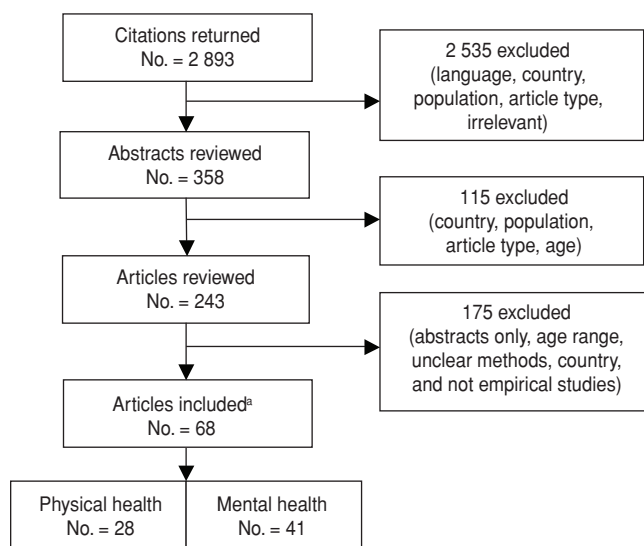 Citations returned
No. = 2 893
2 535 excluded
(language, country,
population, article type,
irrelevant)
Abstracts reviewed
No. = 358
115 excluded
(country, population,
article type, age)
Articles reviewed
No. = 243
175 excluded
(abstracts only, age range,
unclear methods, country,
and not empirical studies)
Articles includedᵃ
No. = 68
Physical health
No. = 28
Mental health
No. = 41